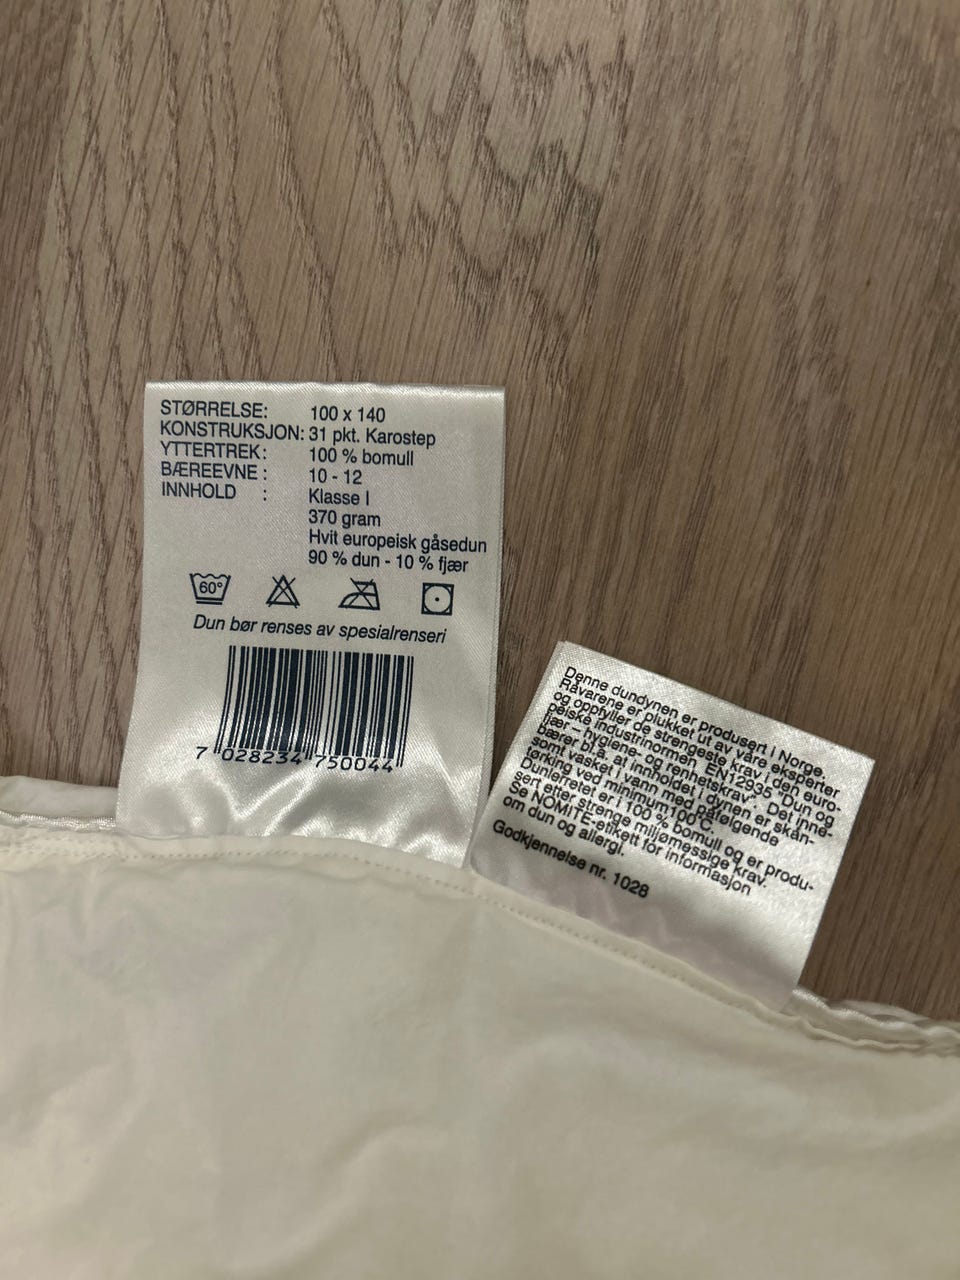 STØRRELSE: 100 x 140
KONSTRUKSJON: 31 pkt. Karostep
YTTERTREK: 100 % bomull
BÆREEVNE : 10 - 12
INNHOLD : Klasse I
370 gram
Hvit europeisk gåsedun
90 % dun - 10 % fjær
60°
Dun bør renses av spesialrenseri
7 028234 750044
Denne dundynen er produsert i Norge.
Råvarene er plukket ut av våre eksperter
og oppfyller de strengeste krav i den euro-
peiske industrinormen EN12935 "Dun og
fjær – hygiene- og renhetskrav". Det inne-
bærer bl.a. at innholdet i dynen er skån-
somt vasket i vann med påfølgende
tørking ved minimum100°C.
Dunlerretet er i 100 % bomull og er produ-
sert etter strenge miljømessige krav.
Se NOMITE-etikett for informasjon
om dun og allergi.
Godkjennelse nr. 1028